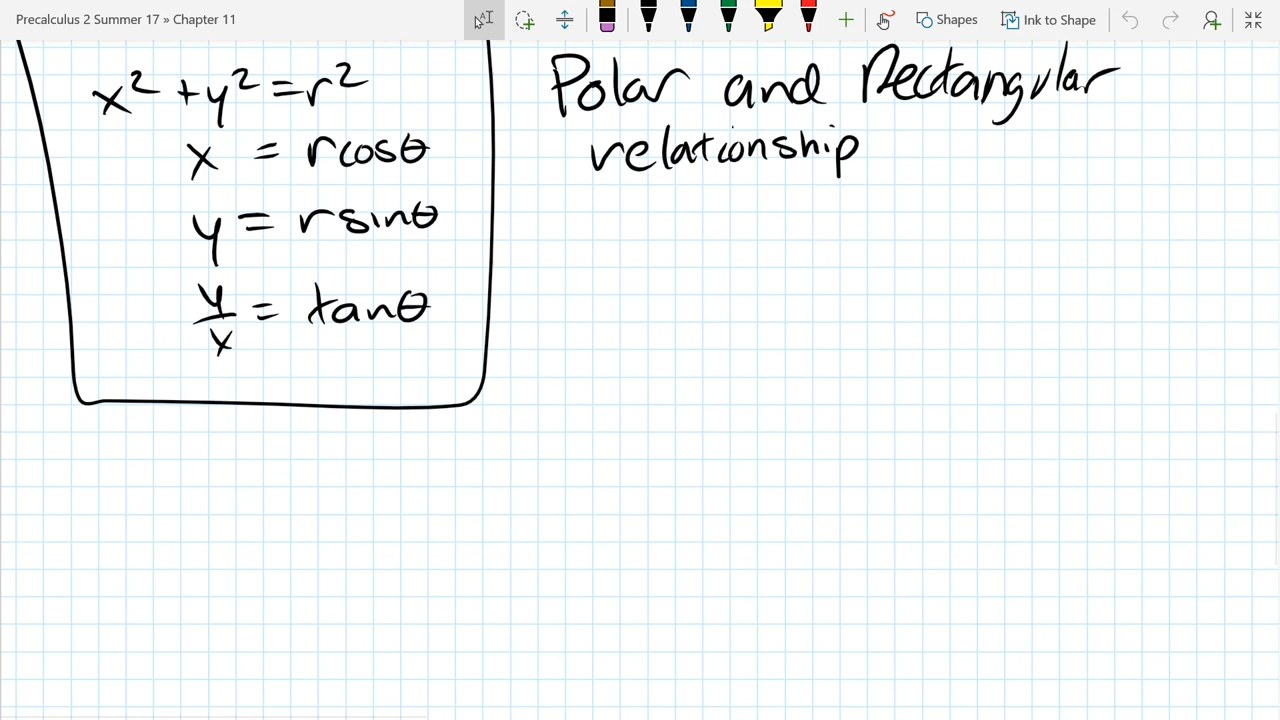 Precalculus 2 Summer 17 » Chapter 11
Shapes
Ink to Shape
x² + y² = r²
x = rcosθ
y = rsinθ
y/x = tanθ
Polar and Rectangular
relationship